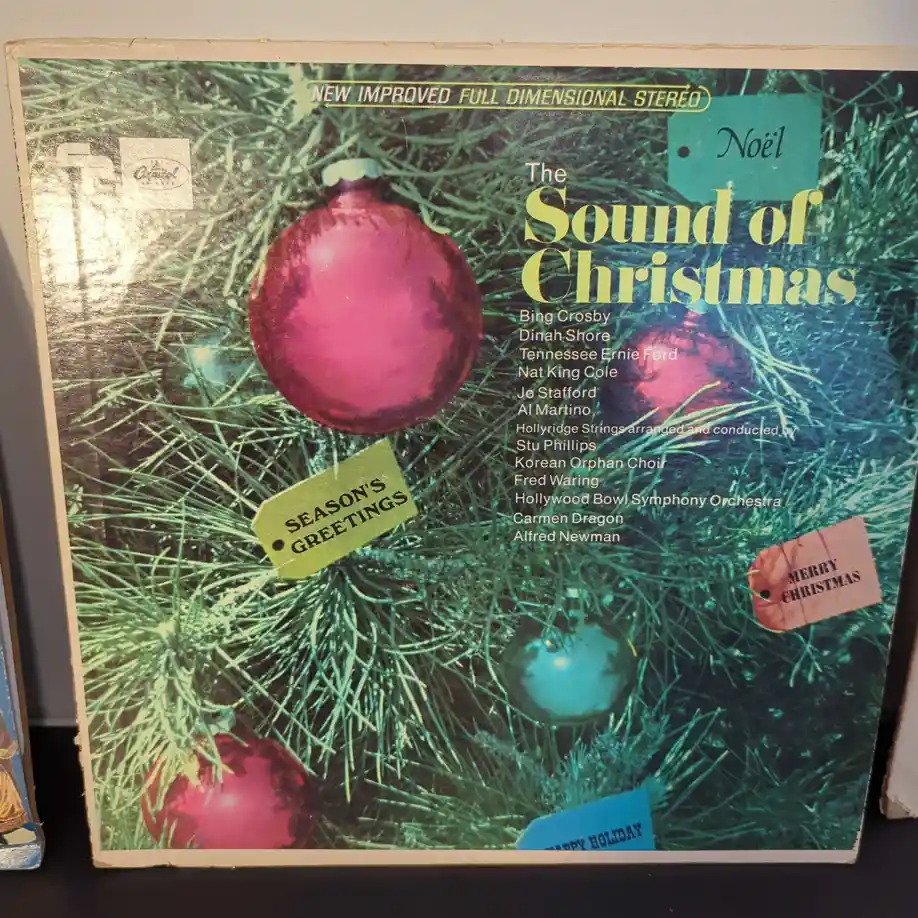 NEW IMPROVED FULL DIMENSIONAL STEREO
Capitol
Noël
The
Sound of
Christmas
Bing Crosby
Dinah Shore
Tennessee Ernie Ford
Nat King Cole
Jo Stafford
Al Martino
Hollyridge Strings arranged and conducted by
Stu Phillips
Korean Orphan Choir
Fred Waring
Hollywood Bowl Symphony Orchestra
Carmen Dragon
Alfred Newman
SEASON'S
GREETINGS
MERRY
CHRISTMAS
HAPPY HOLIDAY